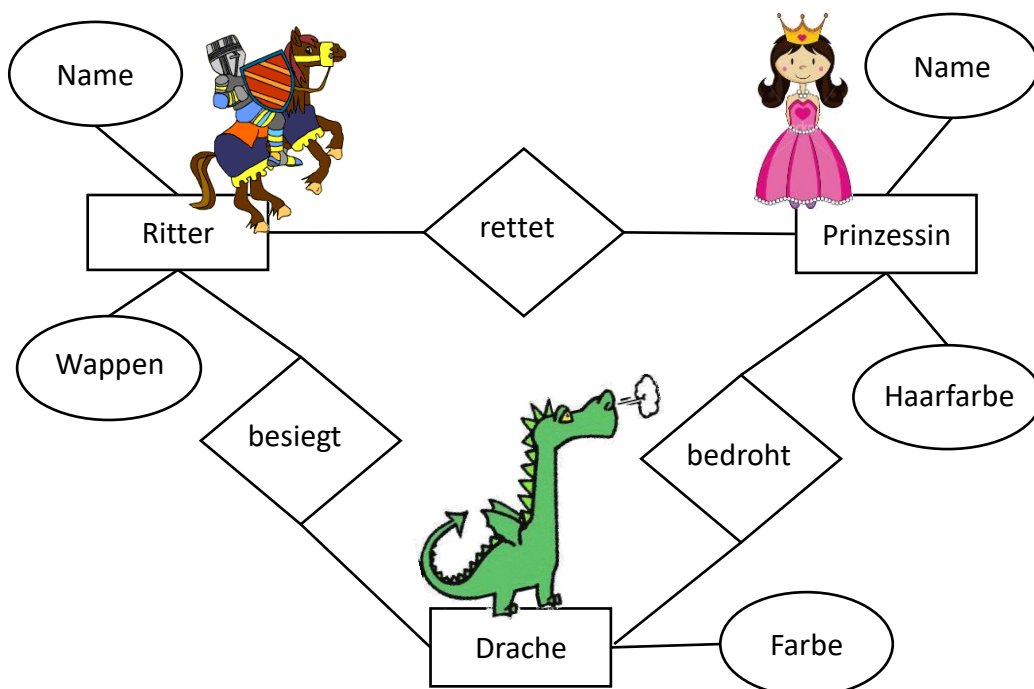 Name
Name
Ritter
rettet
Prinzessin
Wappen
Haarfarbe
besiegt
bedroht
Drache
Farbe